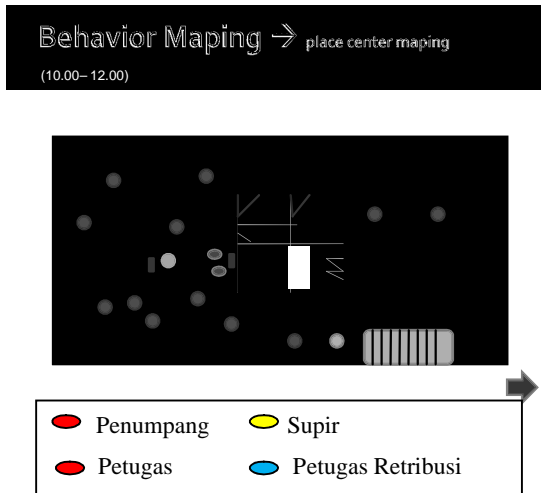 Behavior Maping → place center maping
(10.00– 12.00)
Penumpang Supir
Petugas Petugas Retribusi